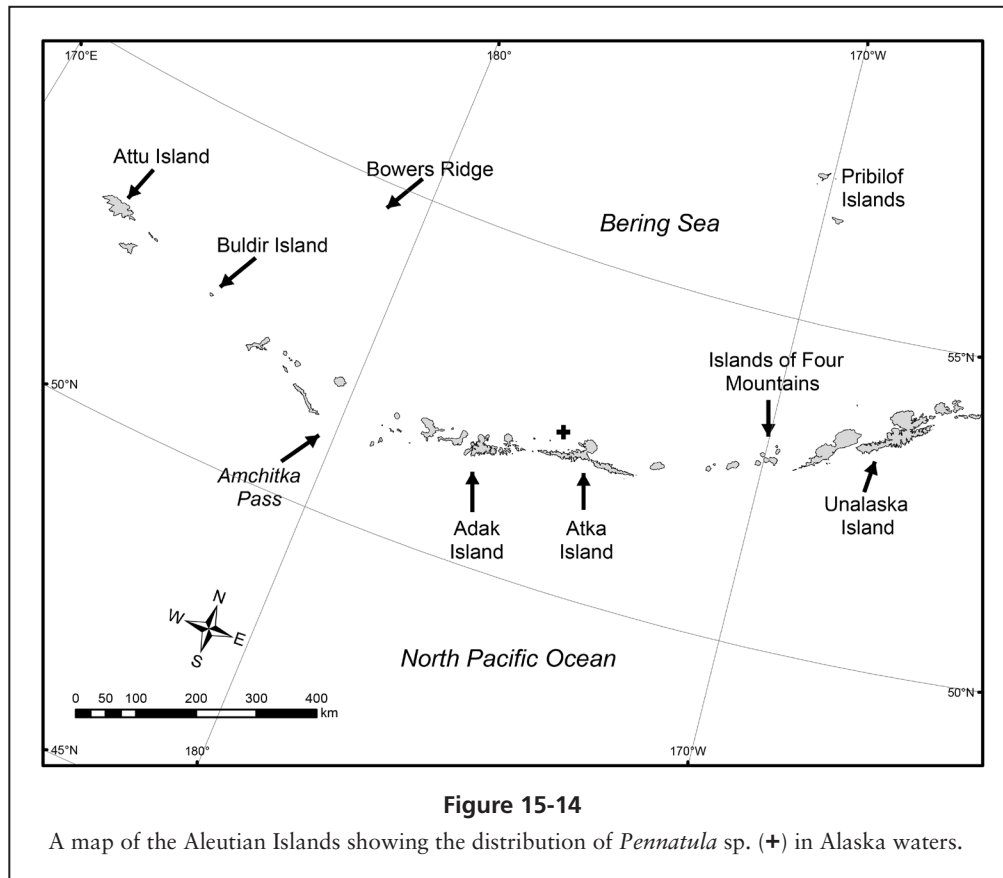 170°E
180°
170°W
Attu Island
Bowers Ridge
Pribilof
Islands
Bering Sea
Buldir Island
Islands of Four
Mountains
55°N
50°N
Amchitka
Pass
Adak
Island
Atka
Island
Unalaska
Island
N
W
E
S
North Pacific Ocean
0 50 100 200 300 400
km
50°N
45°N
180°
170°W
Figure 15-14
A map of the Aleutian Islands showing the distribution of Pennatula sp. (+) in Alaska waters.